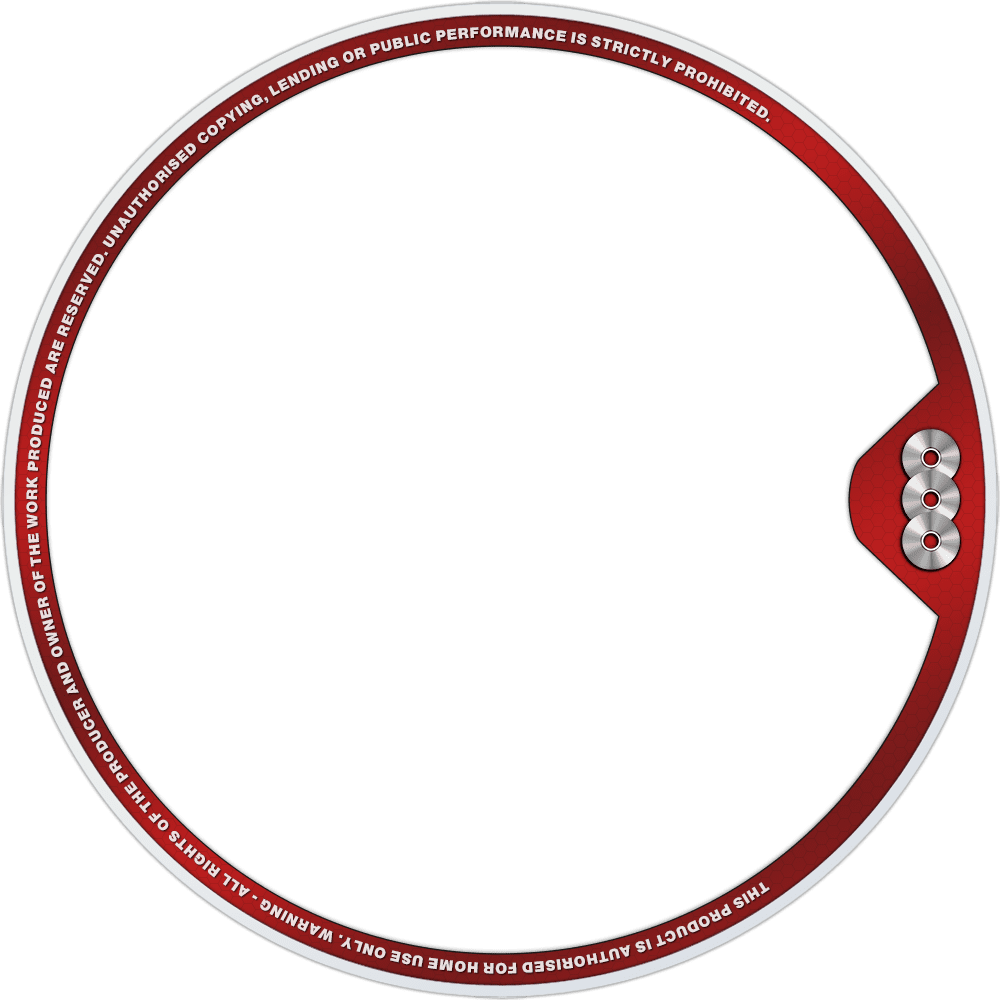 THIS PRODUCT IS AUTHORISED FOR HOME USE ONLY. WARNING - ALL RIGHTS OF THE PRODUCER AND OWNER OF THE WORK PRODUCED ARE RESERVED. UNAUTHORISED COPYING, LENDING OR PUBLIC PERFORMANCE IS STRICTLY PROHIBITED.